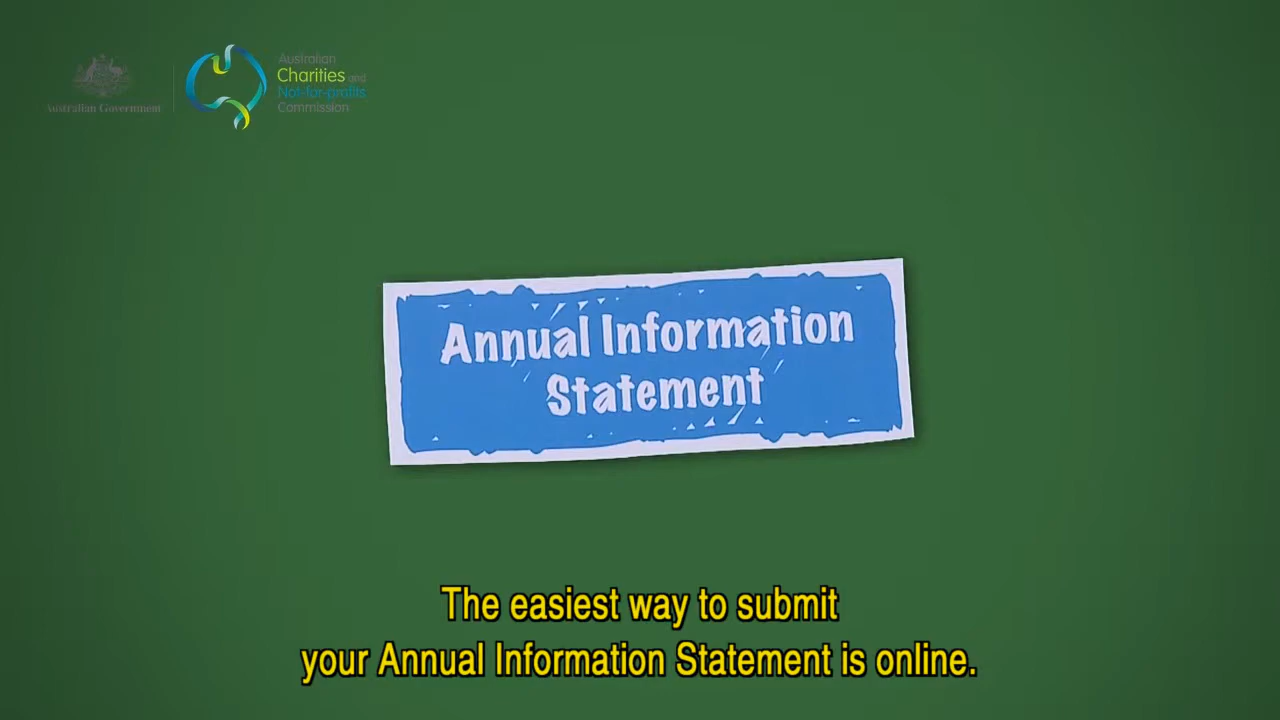 Australian Government
Australian
Charities and
Not-for-profits
Commission
Annual Information
Statement
The easiest way to submit
your Annual Information Statement is online.